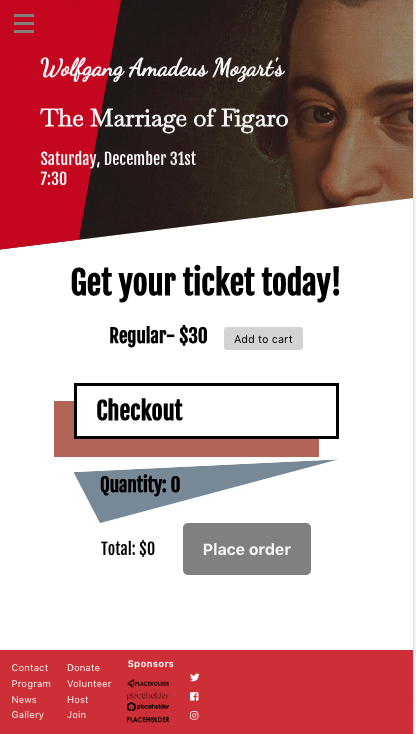 Wolfgang Amadeus Mozart's
The Marriage of Figaro
Saturday, December 31st
7:30
Get your ticket today!
Regular- $30 Add to cart
Checkout
Quantity: 0
Total: $0 Place order
Contact
Program
News
Gallery
Donate
Volunteer
Host
Join
Sponsors
PLACEHOLDER
placeholder
placeholder
PLACEHOLDER